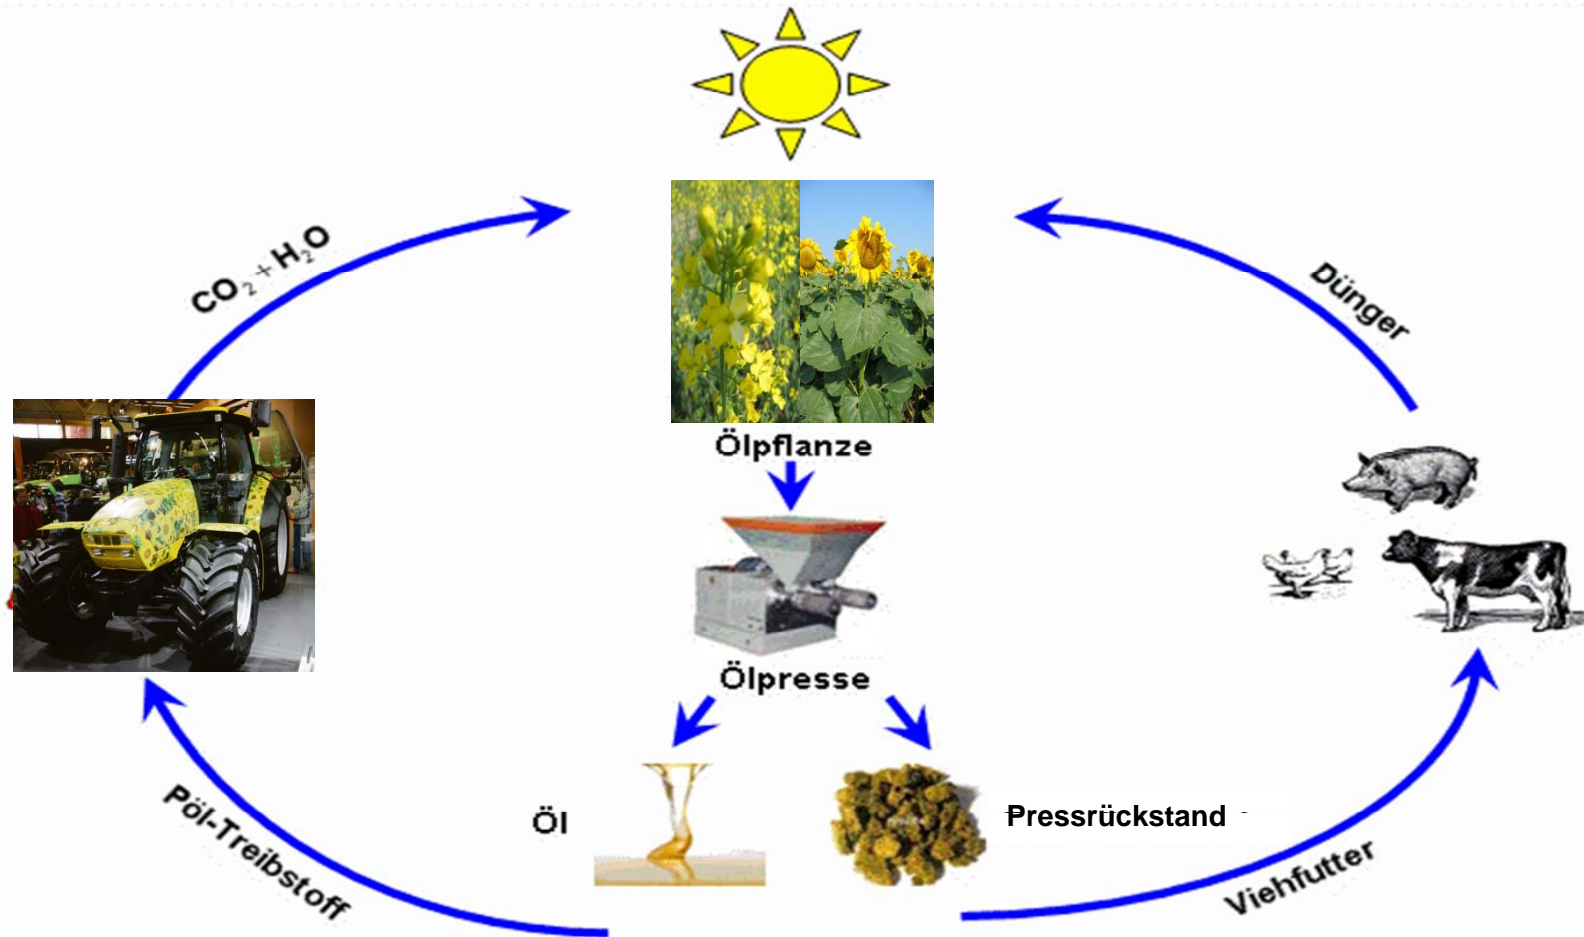 CO₂ + H₂O
Dünger
Ölpflanze
Ölpresse
Öl
Pressrückstand -
Pöl-Treibstoff
Viehfutter